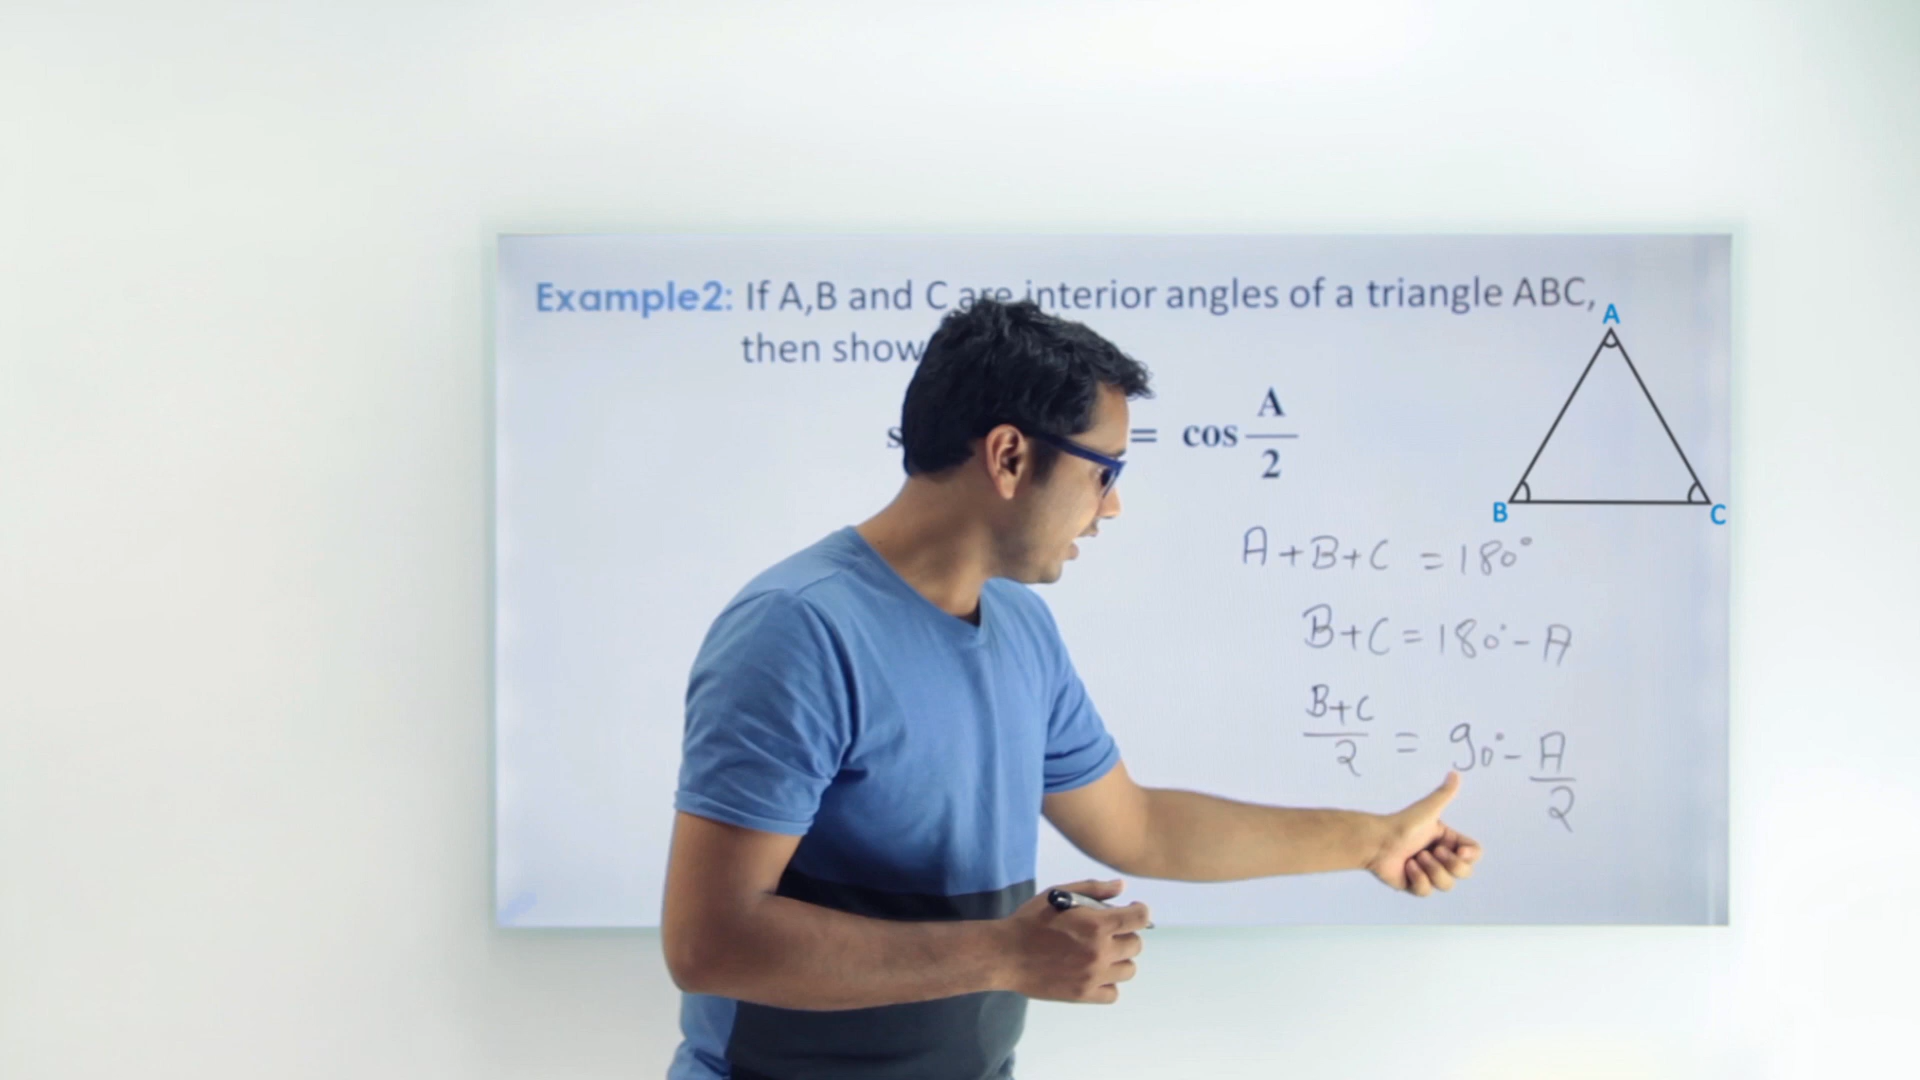 Example2: If A,B and C are interior angles of a triangle ABC,
then show
= cos A/2
A
B
C
A+B+C = 180°
B+C = 180° - A
B+C/2 = 90° - A/2